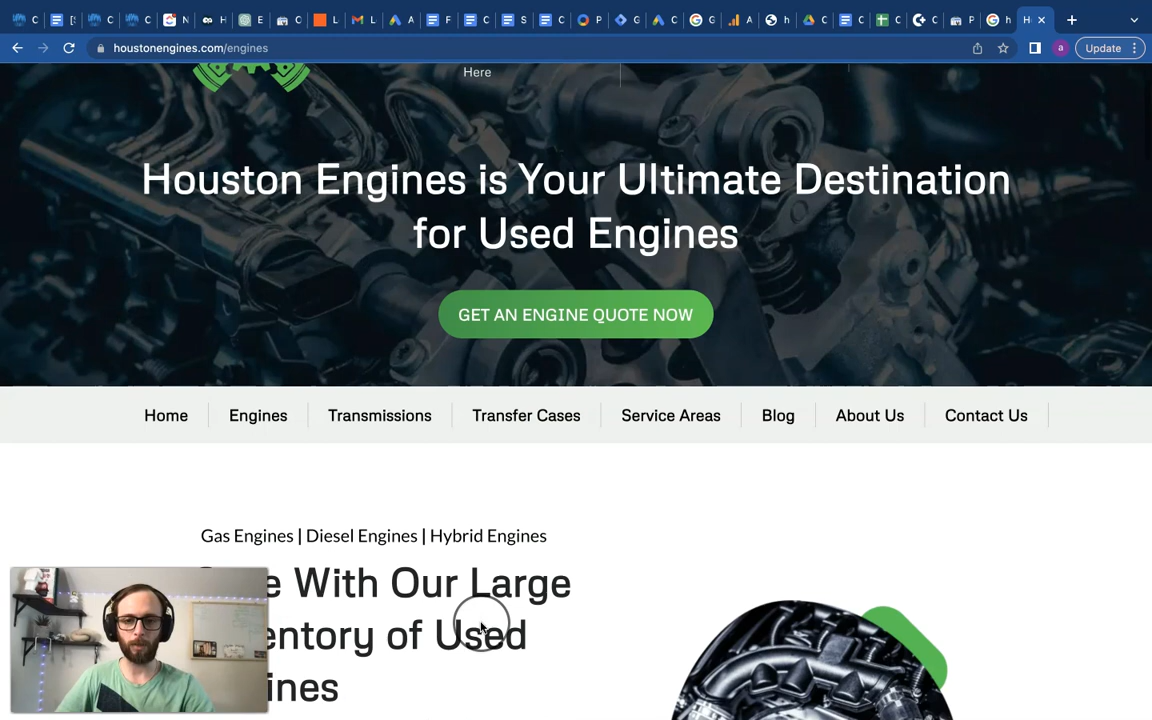 houstonengines.com/engines
a
Update
Here
Houston Engines is Your Ultimate Destination
for Used Engines
GET AN ENGINE QUOTE NOW
Home
Engines
Transmissions
Transfer Cases
Service Areas
Blog
About Us
Contact Us
Gas Engines | Diesel Engines | Hybrid Engines
With Our Large
of Used